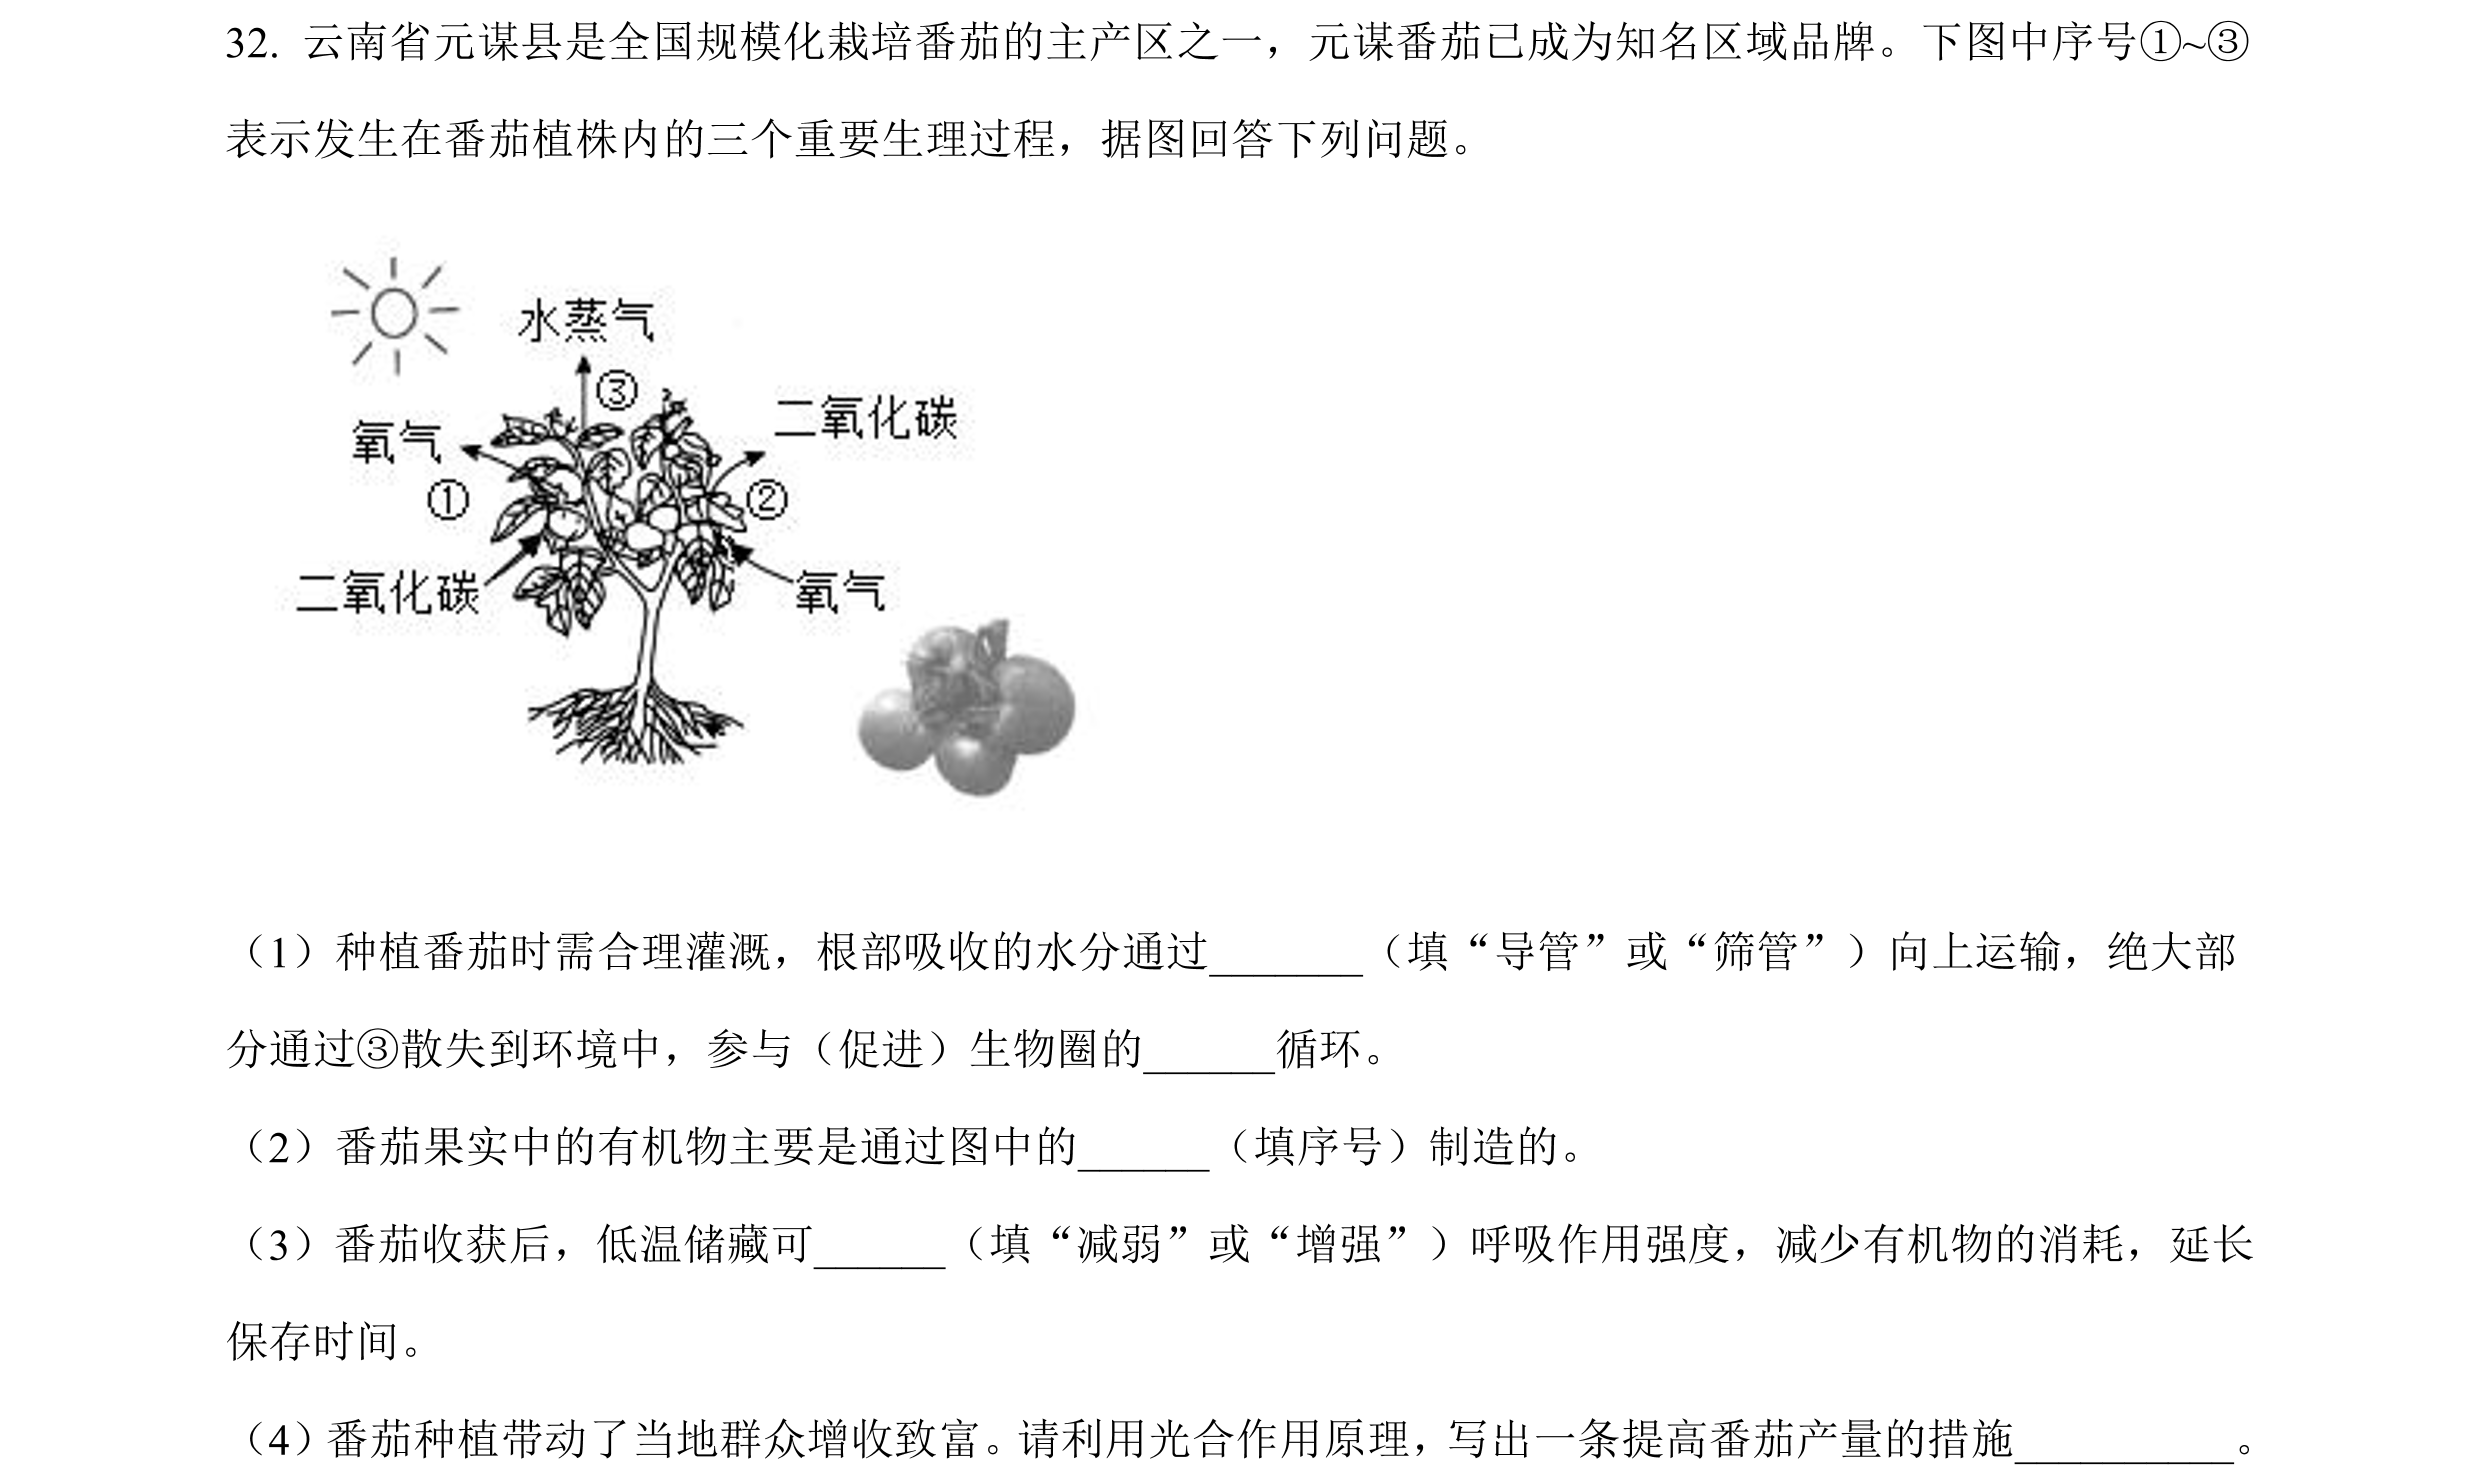 32. 云南省元谋县是全国规模化栽培番茄的主产区之一，元谋番茄已成为知名区域品牌。下图中序号①~③
表示发生在番茄植株内的三个重要生理过程，据图回答下列问题。
水蒸气
③
二氧化碳
氧气
①
②
二氧化碳
氧气
（1）种植番茄时需合理灌溉，根部吸收的水分通过_______（填“导管”或“筛管”）向上运输，绝大部
分通过③散失到环境中，参与（促进）生物圈的______循环。
（2）番茄果实中的有机物主要是通过图中的______（填序号）制造的。
（3）番茄收获后，低温储藏可______（填“减弱”或“增强”）呼吸作用强度，减少有机物的消耗，延长
保存时间。
（4）番茄种植带动了当地群众增收致富。请利用光合作用原理，写出一条提高番茄产量的措施__________。